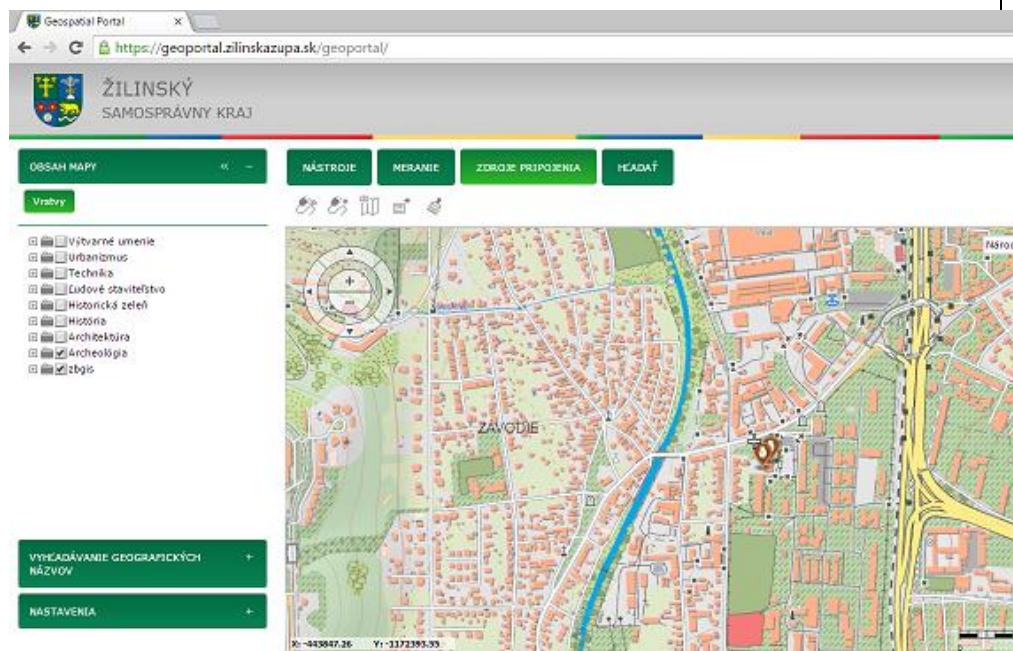 Geospatial Portal
https://geoportal.zilinskazupa.sk/geoportal/
ŽILINSKÝ
SAMOSPRÁVNY KRAJ
OBSAH MAPY
NÁSTROJE
MERANIE
ZDROJE PRIPOJENIA
HĽADAŤ
Vrstvy
Výtvarné umenie
Urbanizmus
Technika
Ľudové staviteľstvo
Historická zeleň
História
Architektúra
Archeológia
zbgis
ZÁVODIE
VYHĽADÁVANIE GEOGRAFICKÝCH
NÁZVOV
NASTAVENIA
X: -443847.26 Y: -1172393.55